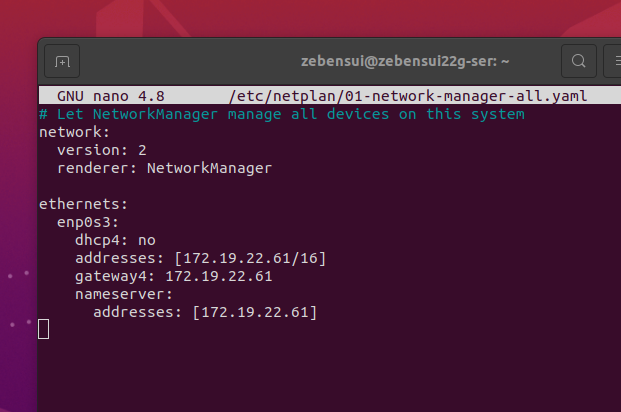 zebensui@zebensui22g-ser: ~
GNU nano 4.8 /etc/netplan/01-network-manager-all.yaml
# Let NetworkManager manage all devices on this system
network:
  version: 2
  renderer: NetworkManager
ethernets:
  enp0s3:
    dhcp4: no
    addresses: [172.19.22.61/16]
    gateway4: 172.19.22.61
    nameserver:
      addresses: [172.19.22.61]